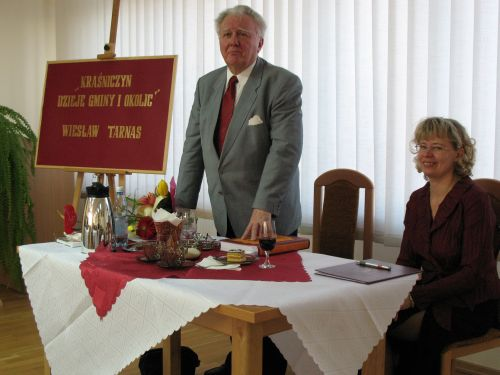 „KRAŚNICZYN
DZIEJE GMINY I OKOLIC”
WIESŁAW TARNAS